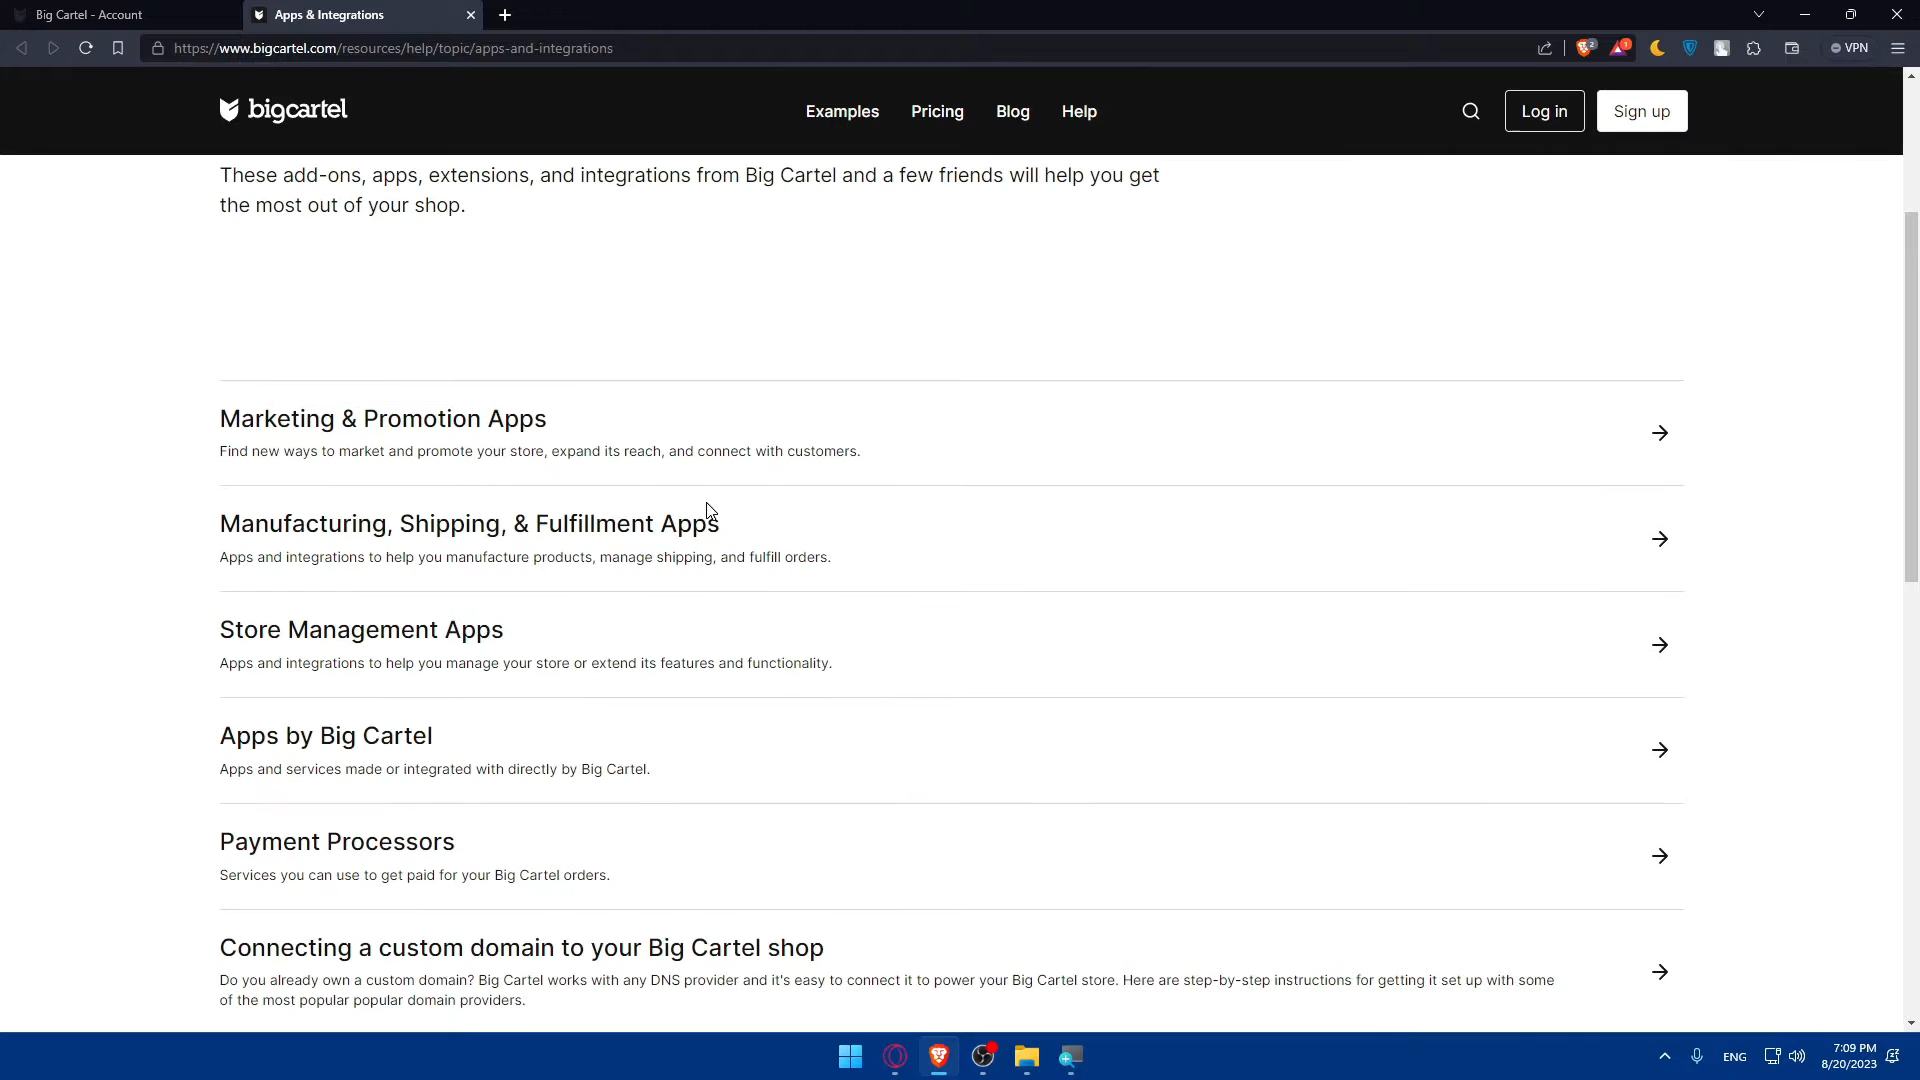 Big Cartel - Account
Apps & Integrations
https://www.bigcartel.com/resources/help/topic/apps-and-integrations
2
1
VPN
bigcartel
Examples
Pricing
Blog
Help
Log in
Sign up
These add-ons, apps, extensions, and integrations from Big Cartel and a few friends will help you get
the most out of your shop.
Marketing & Promotion Apps
Find new ways to market and promote your store, expand its reach, and connect with customers.
Manufacturing, Shipping, & Fulfillment Apps
Apps and integrations to help you manufacture products, manage shipping, and fulfill orders.
Store Management Apps
Apps and integrations to help you manage your store or extend its features and functionality.
Apps by Big Cartel
Apps and services made or integrated with directly by Big Cartel.
Payment Processors
Services you can use to get paid for your Big Cartel orders.
Connecting a custom domain to your Big Cartel shop
Do you already own a custom domain? Big Cartel works with any DNS provider and it's easy to connect it to power your Big Cartel store. Here are step-by-step instructions for getting it set up with some
of the most popular popular domain providers.
ENG
7:09 PM
8/20/2023